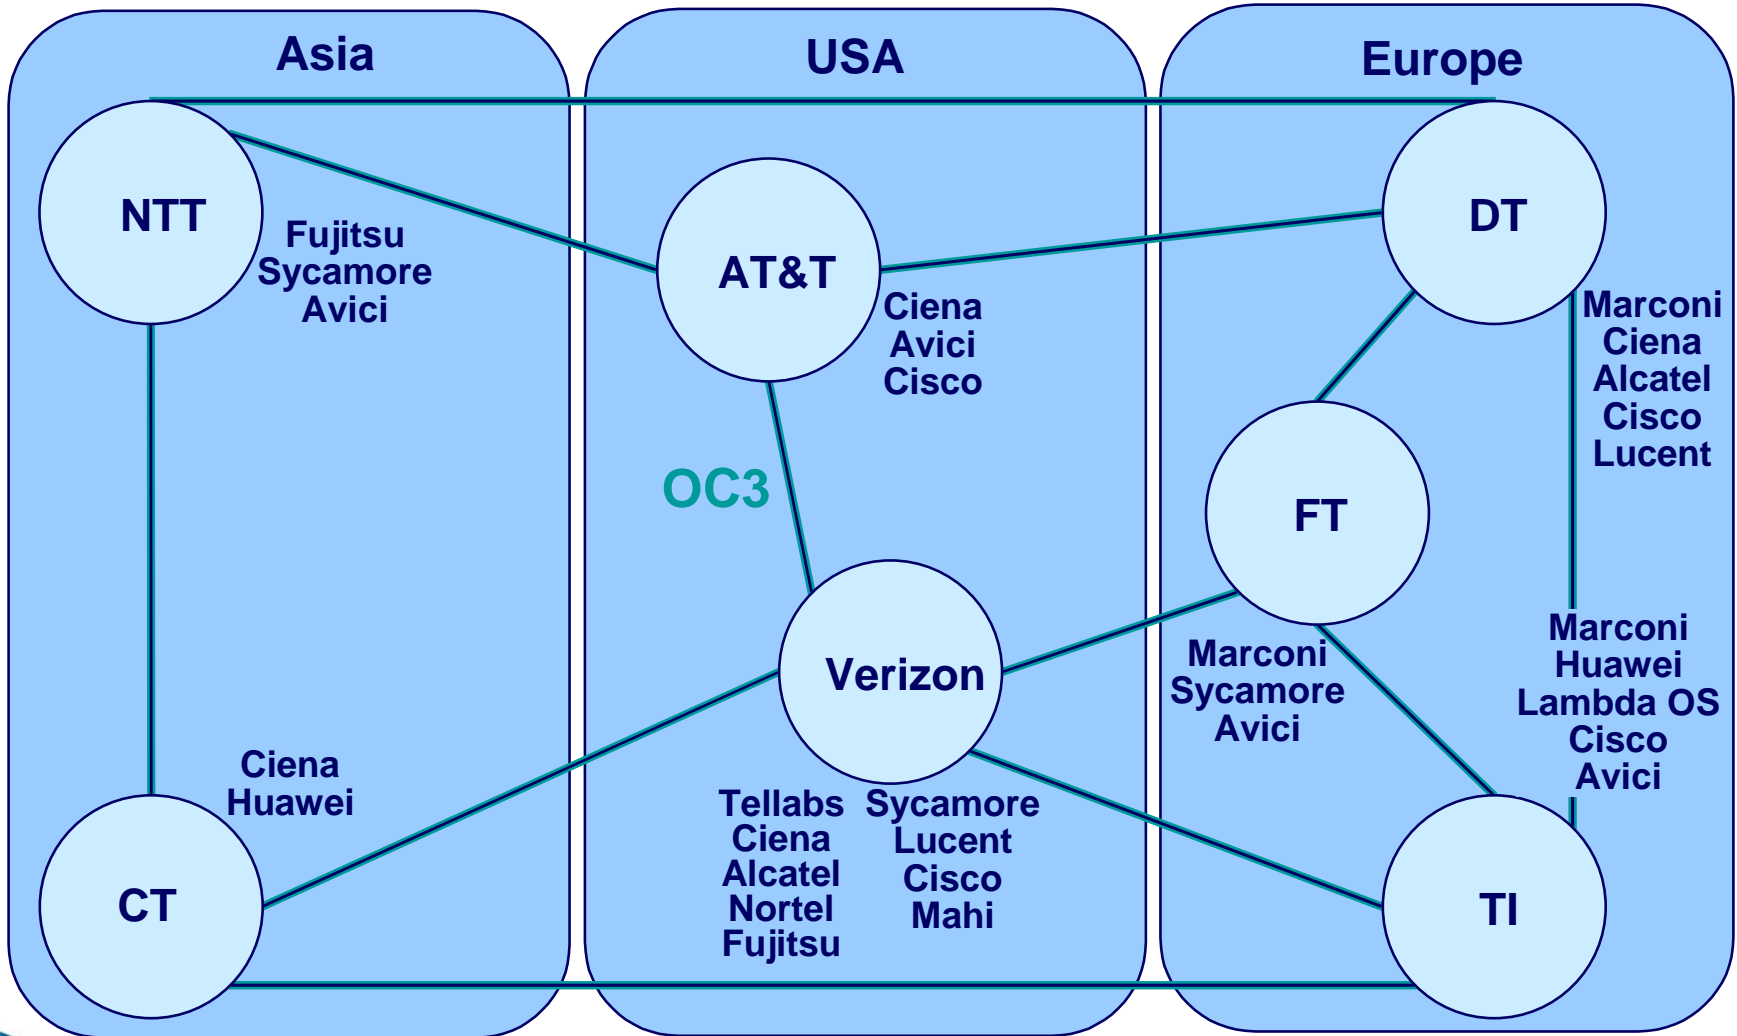 Asia
USA
Europe
NTT
Fujitsu
Sycamore
Avici
AT&T
Ciena
Avici
Cisco
DT
Marconi
Ciena
Alcatel
Cisco
Lucent
OC3
FT
Marconi
Sycamore
Avici
Marconi
Huawei
Lambda OS
Cisco
Avici
Verizon
Tellabs
Ciena
Alcatel
Nortel
Fujitsu
Sycamore
Lucent
Cisco
Mahi
Ciena
Huawei
CT
TI